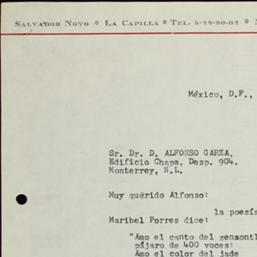 SALVADOR NOVO * LA CAPILLA * TEL. 5-24-90-02 *
México, D.F.,
Sr. Dr. D. ALFONSO GARZA,
Edificio Chapa, Desp. 904.
Monterrey, N.L.
Muy querido Alfonso:
la poesía
Maribel Porres dice:
"Amo el canto del zenzontl
pájaro de 400 voces:
Amo el color del jade